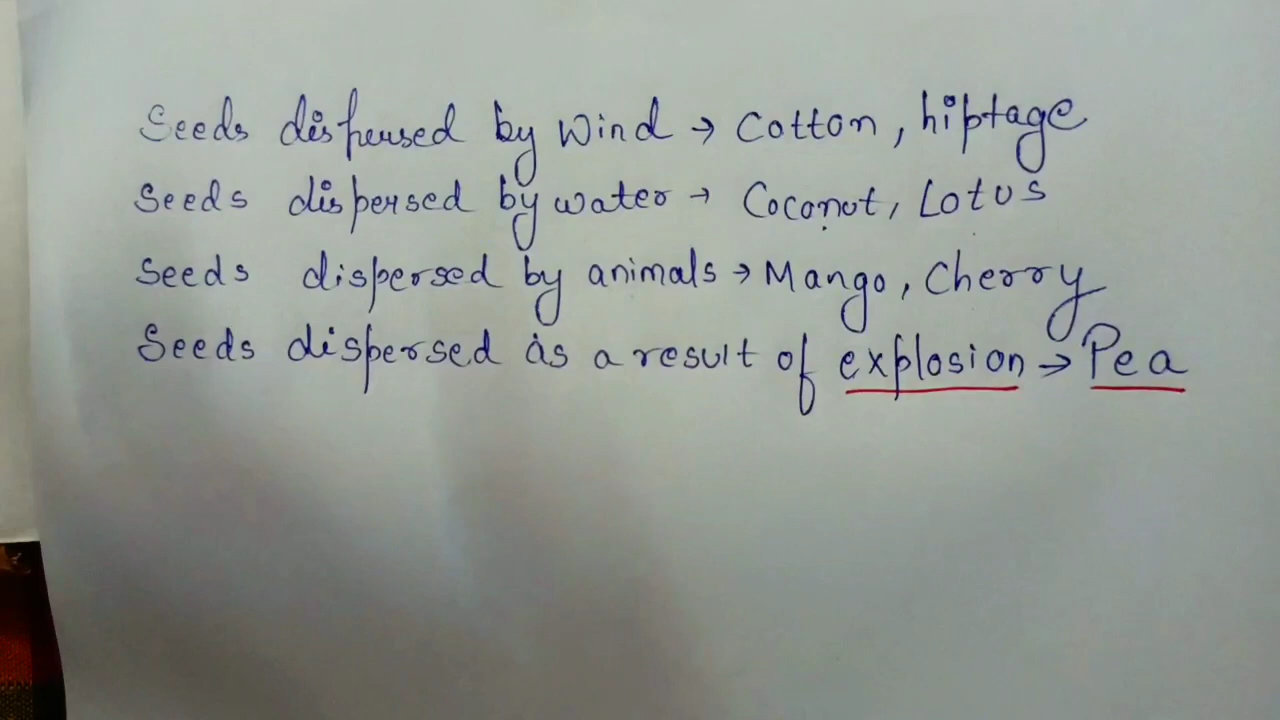 Seeds dispersed by Wind → Cotton, hiptage
Seeds dispersed by water → Coconut, Lotus
Seeds dispersed by animals → Mango, Cherry
Seeds dispersed as a result of explosion → Pea